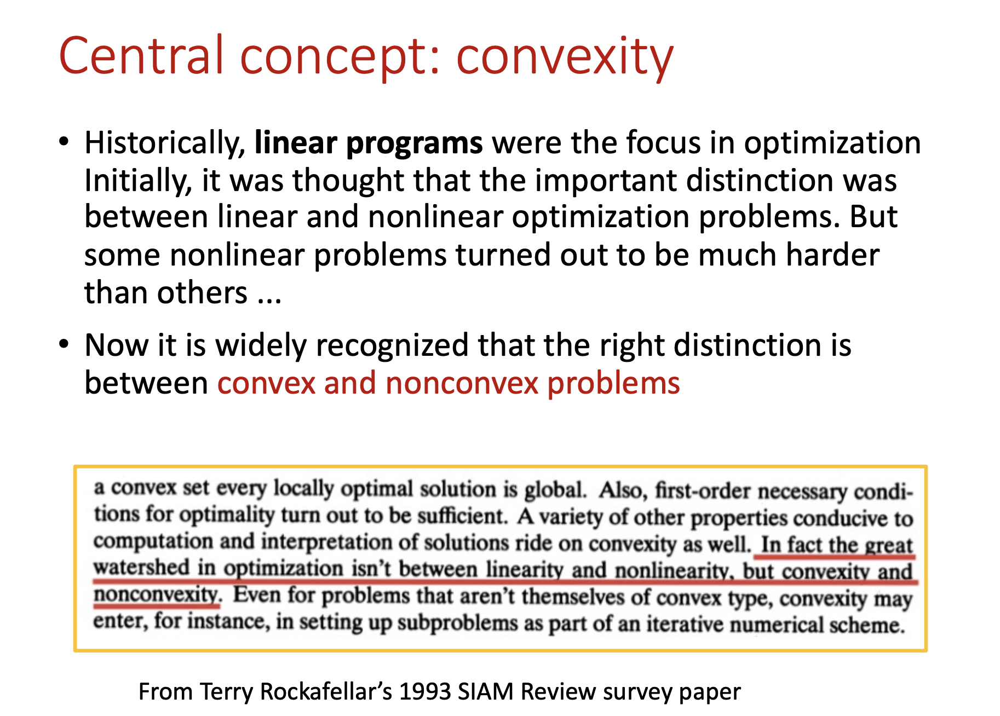 Central concept: convexity
• Historically, linear programs were the focus in optimization
Initially, it was thought that the important distinction was
between linear and nonlinear optimization problems. But
some nonlinear problems turned out to be much harder
than others ...
• Now it is widely recognized that the right distinction is
between convex and nonconvex problems
a convex set every locally optimal solution is global. Also, first-order necessary condi-
tions for optimality turn out to be sufficient. A variety of other properties conducive to
computation and interpretation of solutions ride on convexity as well. In fact the great
watershed in optimization isn't between linearity and nonlinearity, but convexity and
nonconvexity. Even for problems that aren't themselves of convex type, convexity may
enter, for instance, in setting up subproblems as part of an iterative numerical scheme.
From Terry Rockafellar's 1993 SIAM Review survey paper